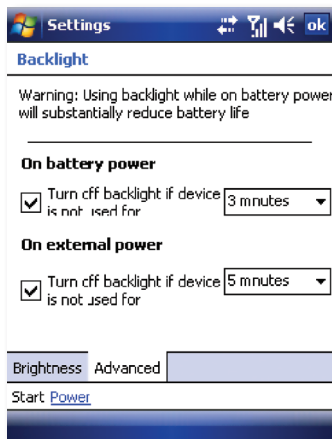 Settings
ok
Backlight
Warning: Using backlight while on battery power
will substantially reduce battery life
On battery power
Turn off backlight if device
is not used for
3 minutes
On external power
Turn off backlight if device
is not used for
5 minutes
Brightness Advanced
Start Power